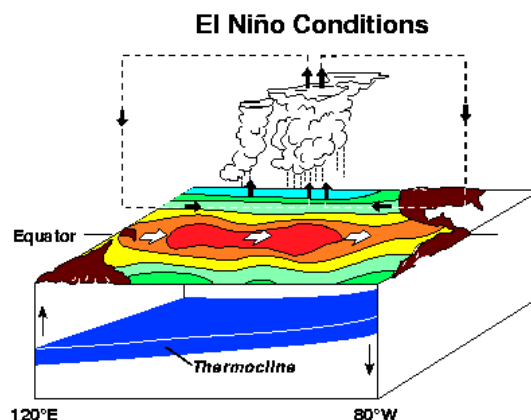 El Niño Conditions
Equator
Thermocline
120°E
80°W